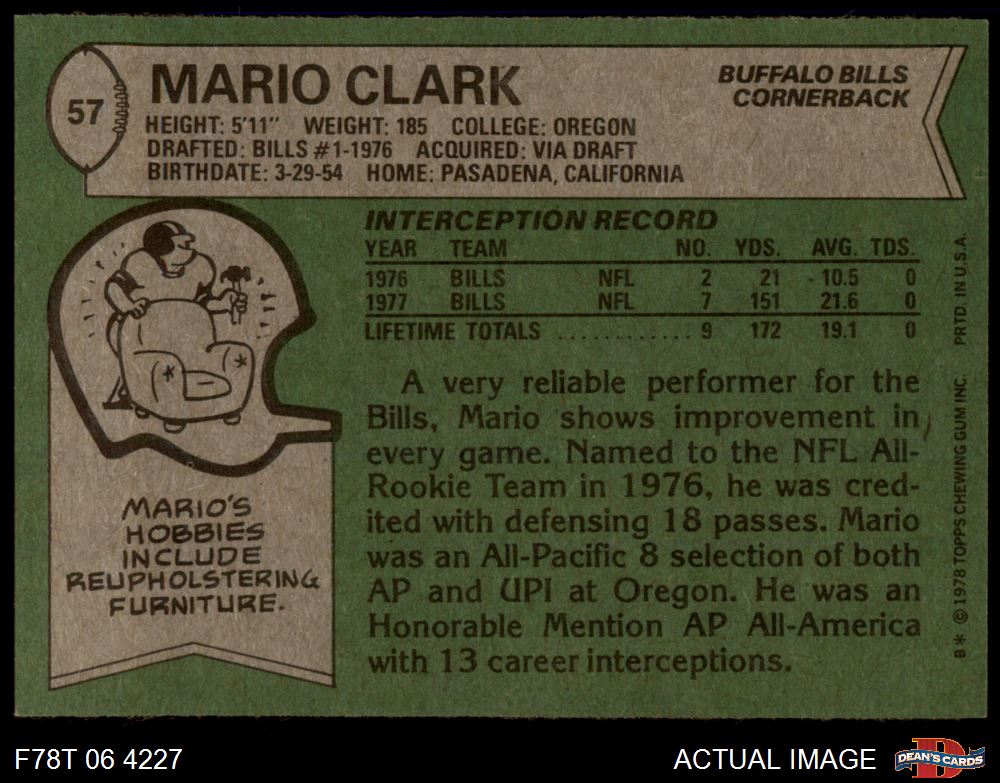 57
MARIO CLARK
BUFFALO BILLS
CORNERBACK
HEIGHT: 5'11" WEIGHT: 185 COLLEGE: OREGON
DRAFTED: BILLS #1-1976 ACQUIRED: VIA DRAFT
BIRTHDATE: 3-29-54 HOME: PASADENA, CALIFORNIA
INTERCEPTION RECORD
YEAR TEAM NO. YDS. AVG. TDS.
1976 BILLS NFL 2 21 10.5 0
1977 BILLS NFL 7 151 21.6 0
LIFETIME TOTALS ........... 9 172 19.1 0
A very reliable performer for the
Bills, Mario shows improvement in
every game. Named to the NFL All-
Rookie Team in 1976, he was cred-
ited with defensing 18 passes. Mario
was an All-Pacific 8 selection of both
AP and UPI at Oregon. He was an
Honorable Mention AP All-America
with 13 career interceptions.
MARIO'S
HOBBIES
INCLUDE
REUPHOLSTERING
FURNITURE.
B* ©1978 TOPPS CHEWING GUM INC. PRTD. IN U.S.A.
F78T 06 4227
ACTUAL IMAGE
D
DEAN'S CARDS